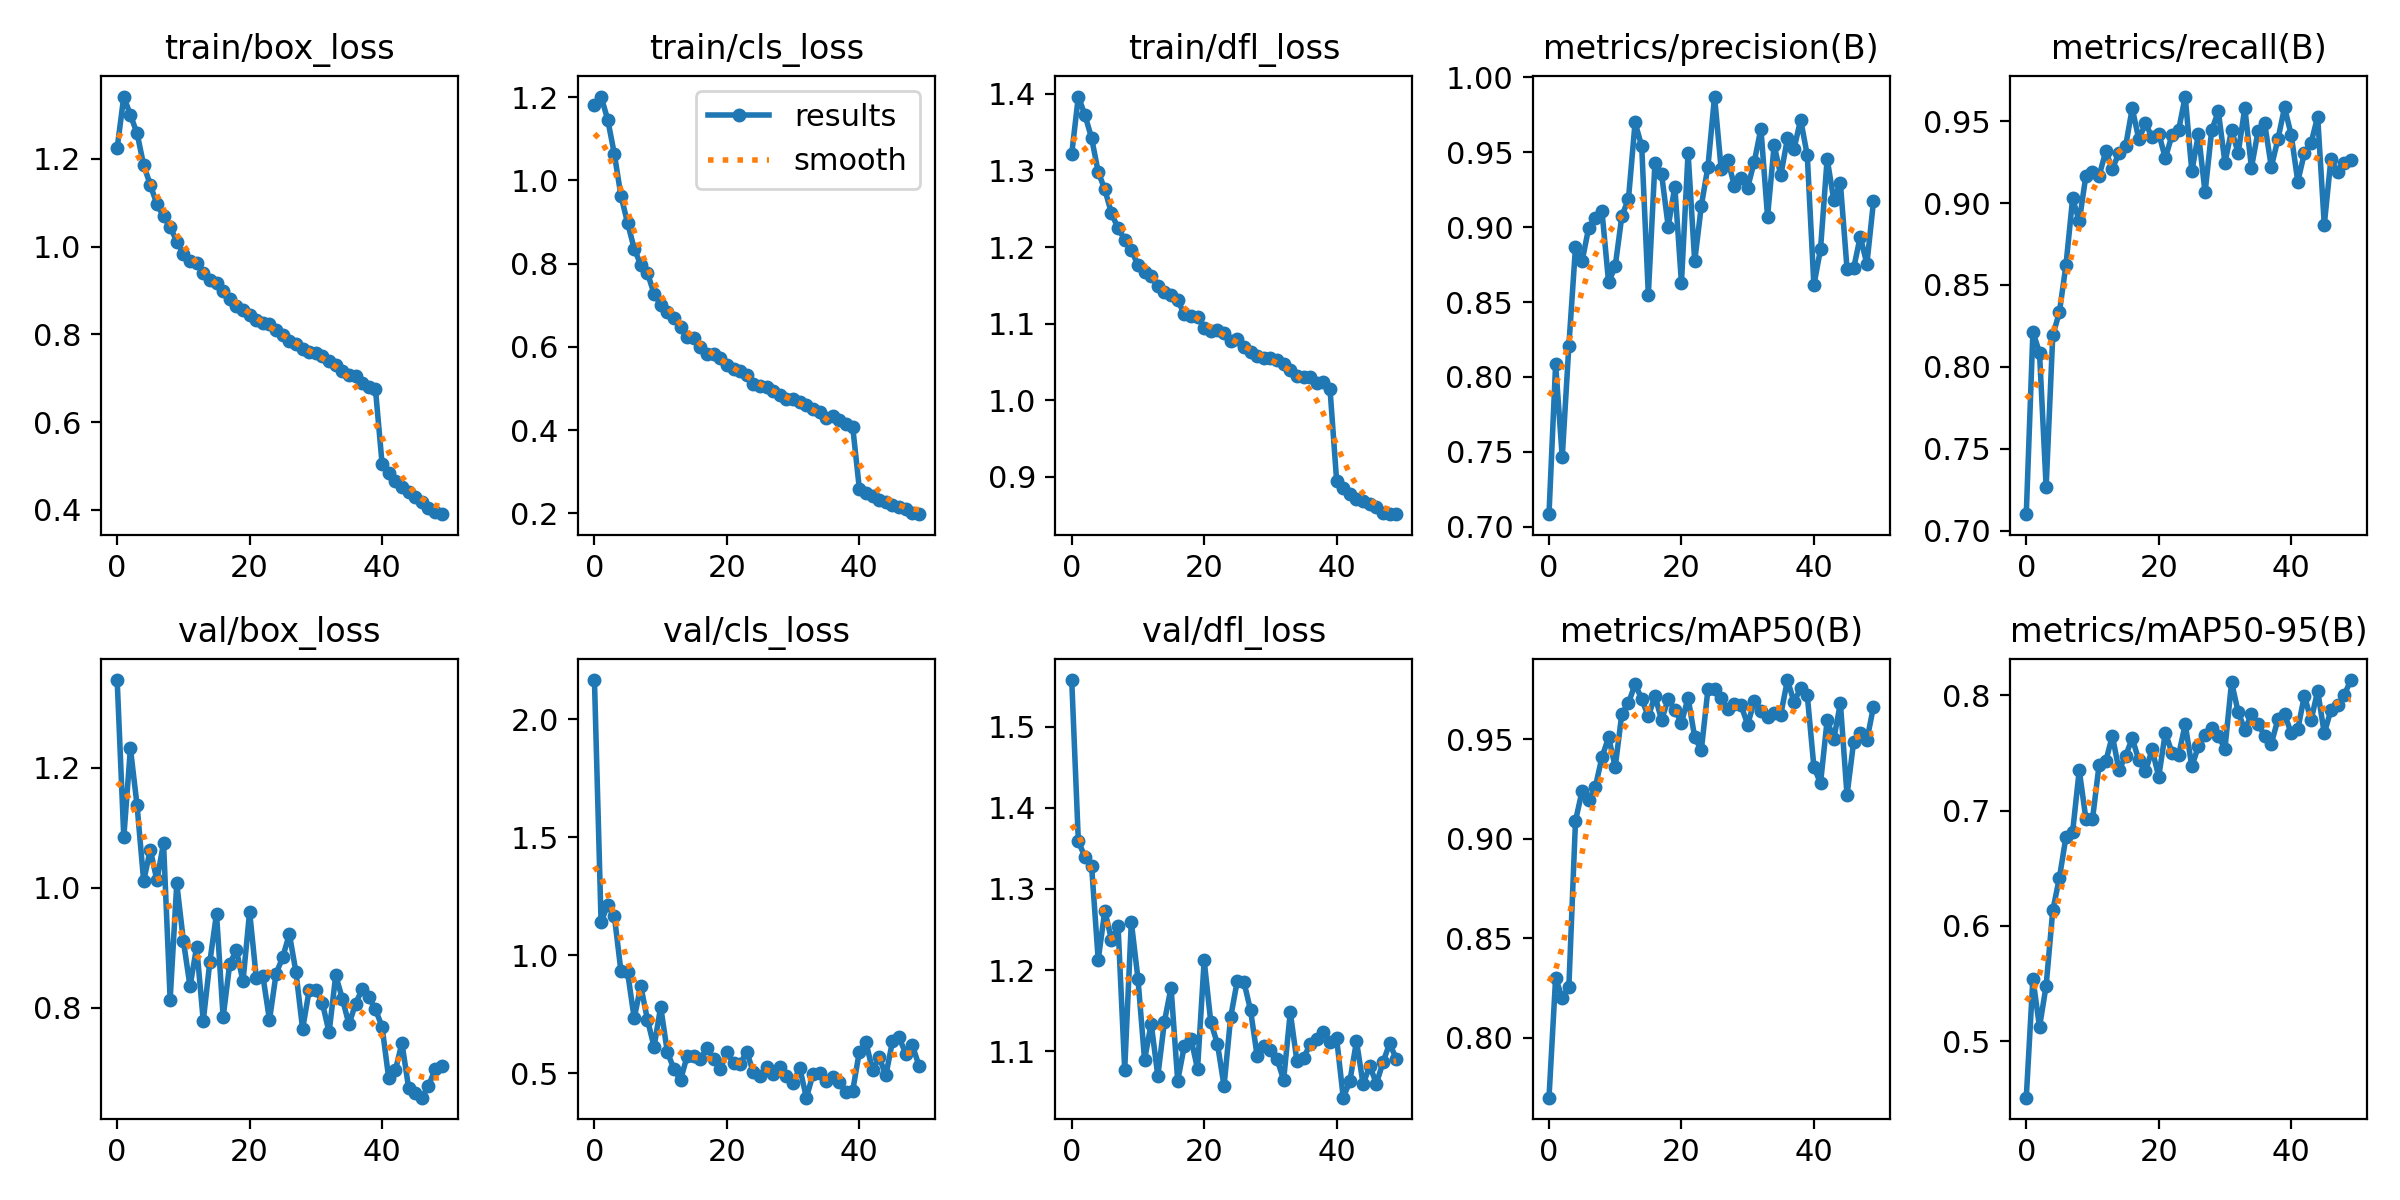 train/box_loss
1.2
1.0
0.8
0.6
0.4
0 20 40
train/cls_loss
results
smooth
1.2
1.0
0.8
0.6
0.4
0.2
0 20 40
train/dfl_loss
1.4
1.3
1.2
1.1
1.0
0.9
0 20 40
metrics/precision(B)
1.00
0.95
0.90
0.85
0.80
0.75
0.70
0 20 40
metrics/recall(B)
0.95
0.90
0.85
0.80
0.75
0.70
0 20 40
val/box_loss
1.2
1.0
0.8
0 20 40
val/cls_loss
2.0
1.5
1.0
0.5
0 20 40
val/dfl_loss
1.5
1.4
1.3
1.2
1.1
0 20 40
metrics/mAP50(B)
0.95
0.90
0.85
0.80
0 20 40
metrics/mAP50-95(B)
0.8
0.7
0.6
0.5
0 20 40